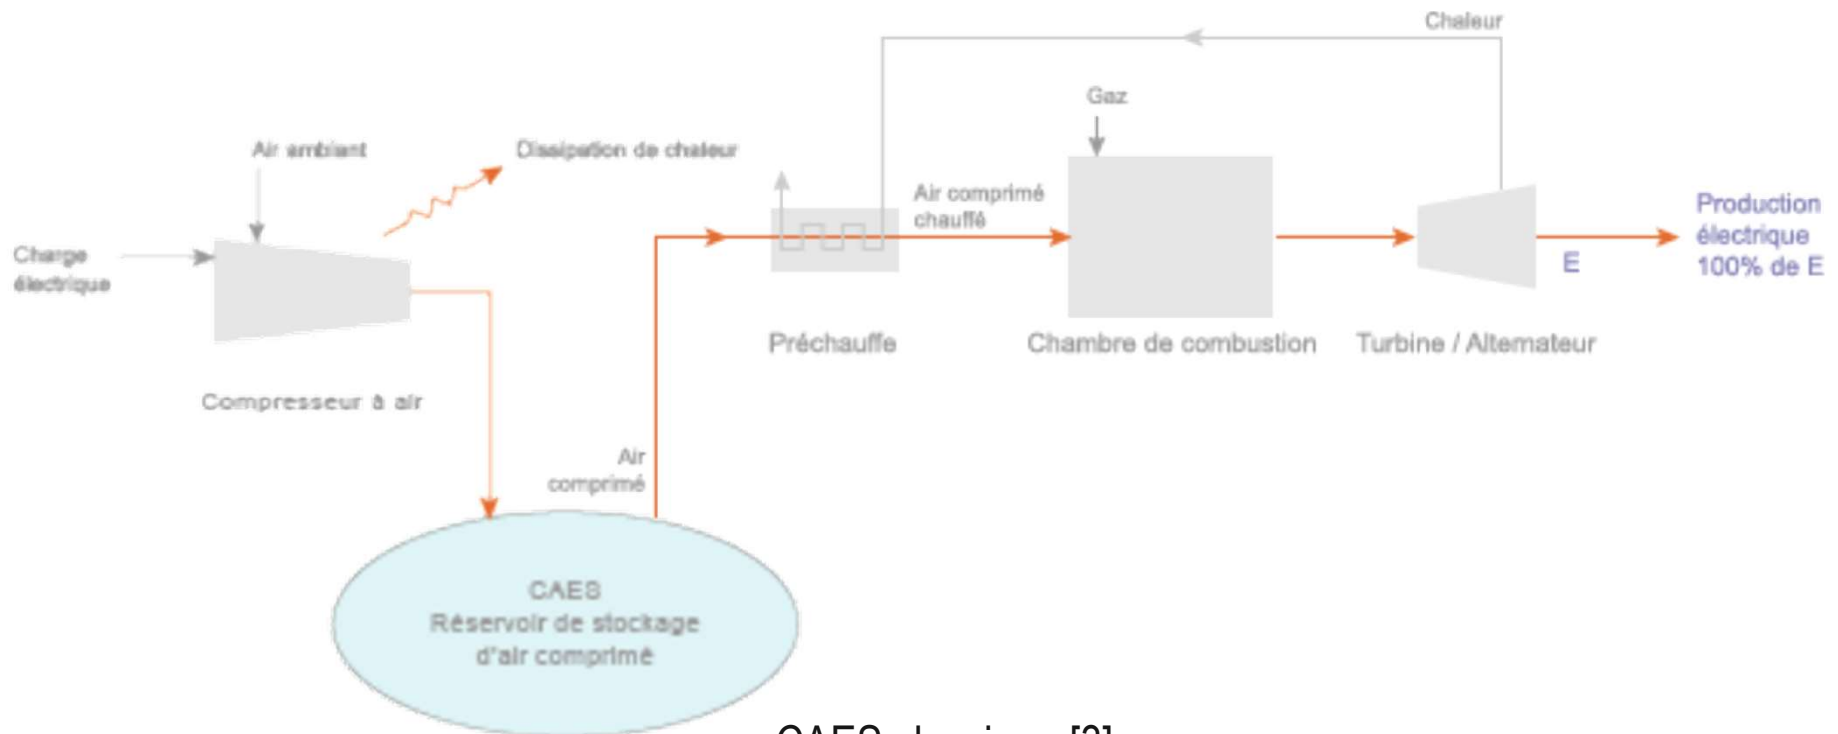 Chaleur
Gaz
Air ambiant
Dissipation de chaleur
Air comprimé
chauffé
Charge
électrique
Production
électrique
100% de E
E
Préchauffe
Chambre de combustion
Turbine / Alternateur
Compresseur à air
Air
comprimé
CAES
Réservoir de stockage
d'air comprimé
CAES